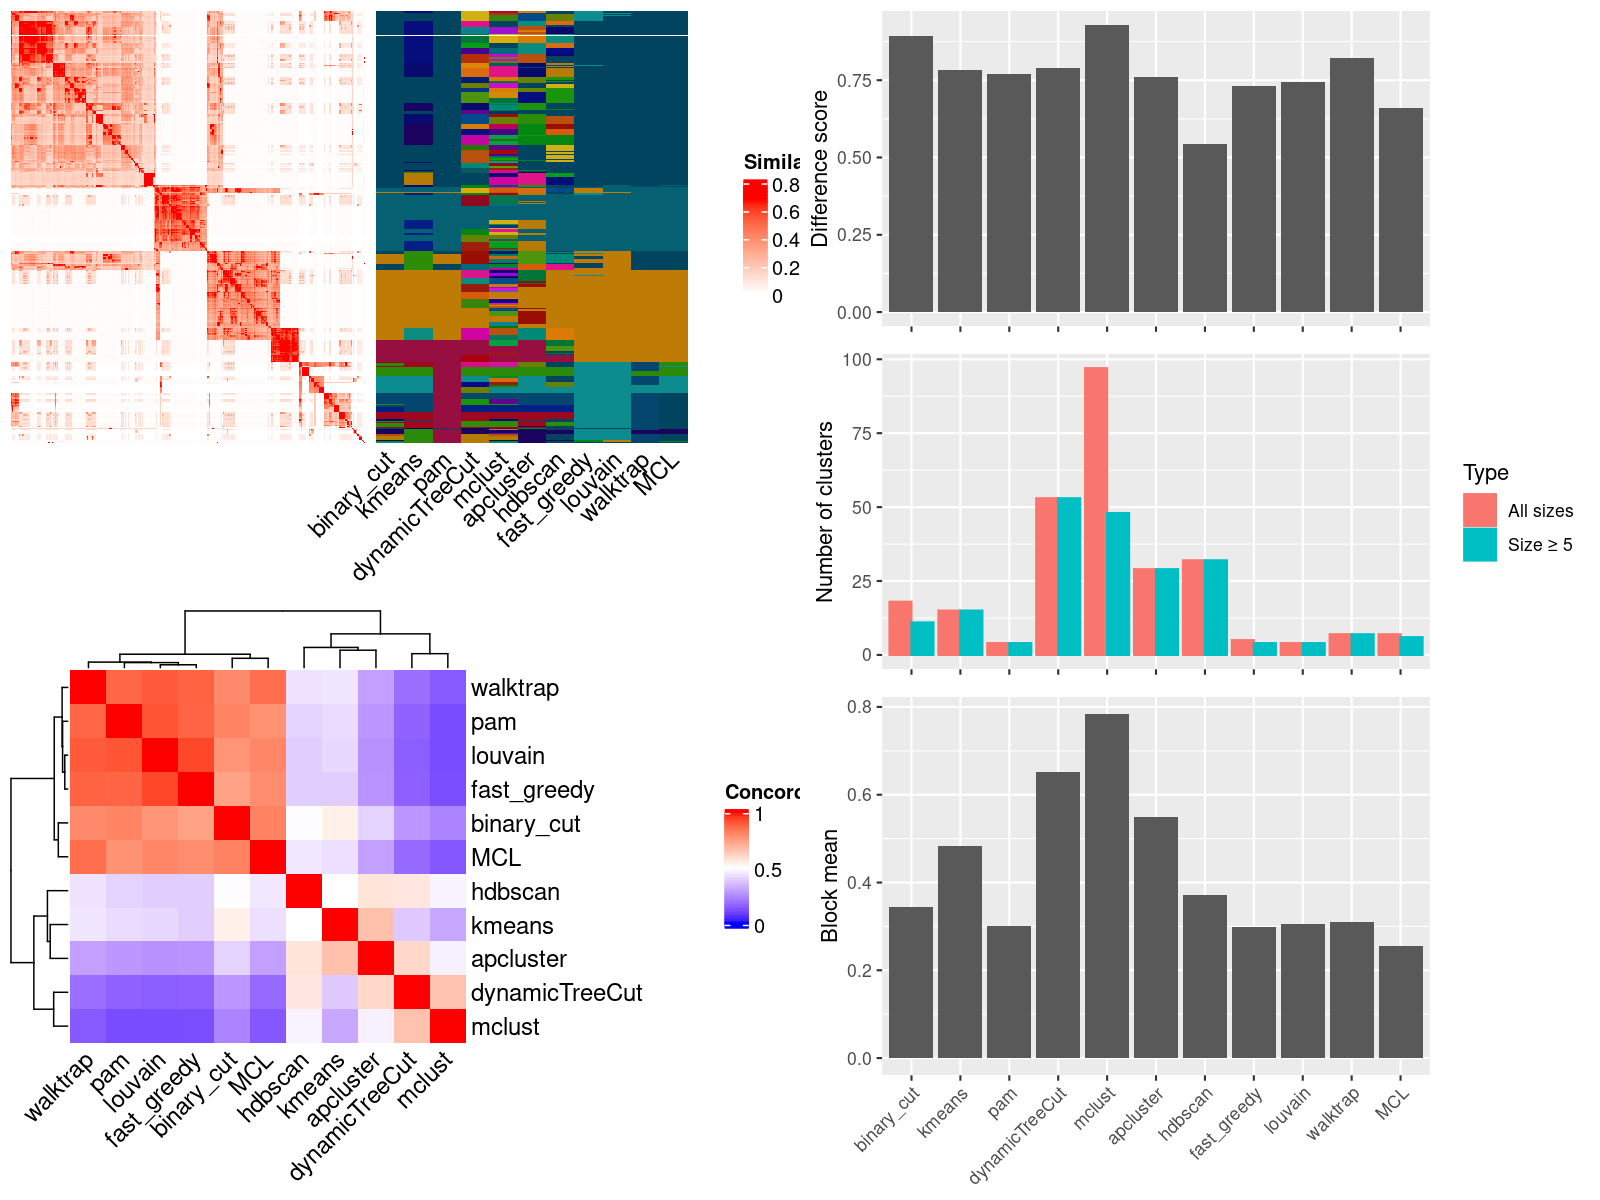 Simila
0.8
0.6
0.4
0.2
0
binary_cut
kmeans
pam
dynamicTreeCut
mclust
apcluster
hdbscan
fast_greedy
louvain
walktrap
MCL
walktrap
pam
louvain
fast_greedy
binary_cut
MCL
hdbscan
kmeans
apcluster
dynamicTreeCut
mclust
Concord
1
0.5
0
walktrap
pam
louvain
fast_greedy
binary_cut
MCL
hdbscan
kmeans
apcluster
dynamicTreeCut
mclust
Difference score
0.75
0.50
0.25
0.00
Number of clusters
100
75
50
25
0
Type
All sizes
Size ≥ 5
Block mean
0.8
0.6
0.4
0.2
0.0
binary_cut
kmeans
pam
dynamicTreeCut
mclust
apcluster
hdbscan
fast_greedy
louvain
walktrap
MCL